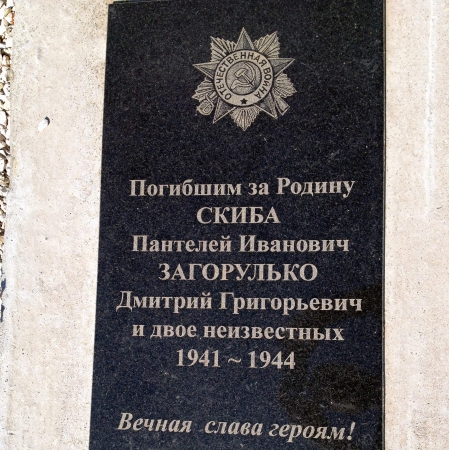 ОТЕЧЕСТВЕННАЯ ВОЙНА
Погибшим за Родину
СКИБА
Пантелей Иванович
ЗАГОРУЛЬКО
Дмитрий Григорьевич
и двое неизвестных
1941 ~ 1944
Вечная слава героям!